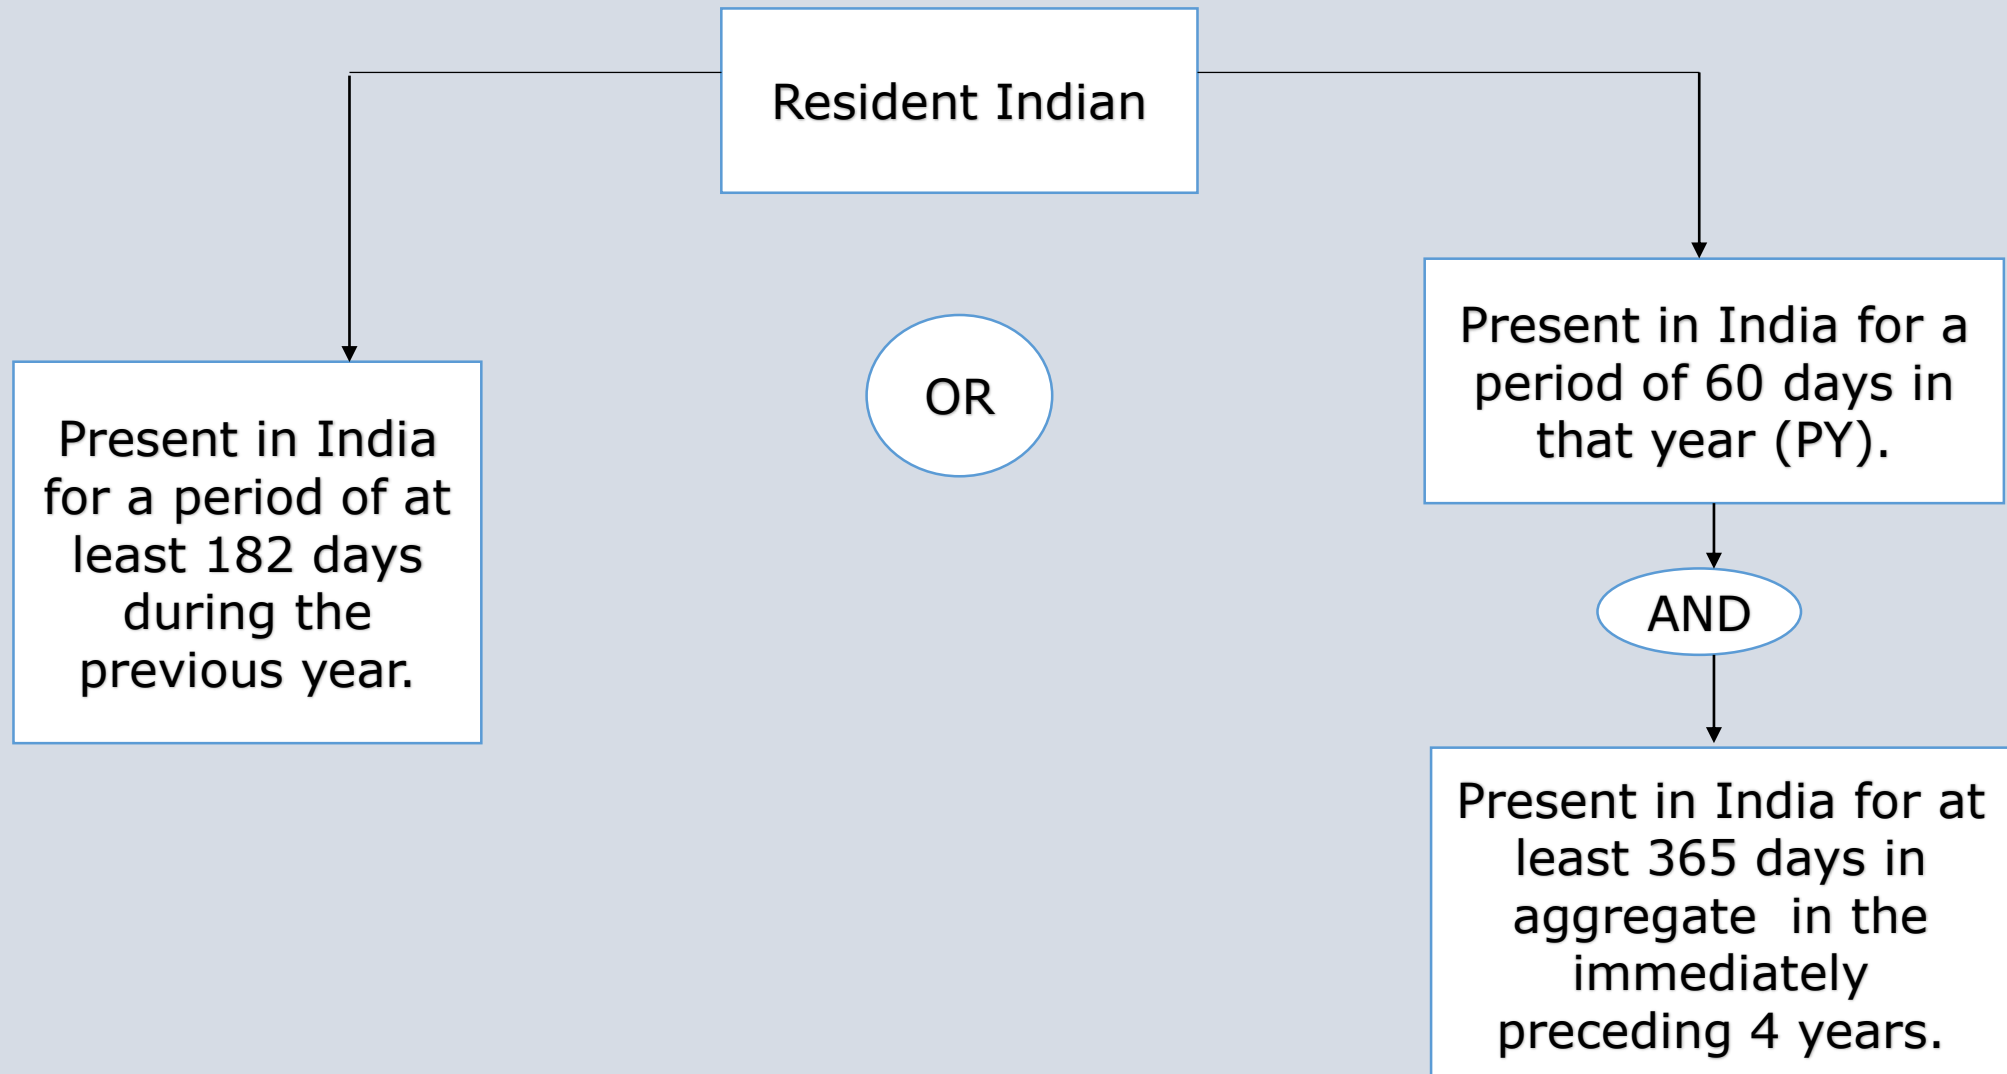 Resident Indian
Present in India
for a period of at
least 182 days
during the
previous year.
OR
Present in India for a
period of 60 days in
that year (PY).
AND
Present in India for at
least 365 days in
aggregate  in the
immediately
preceding 4 years.